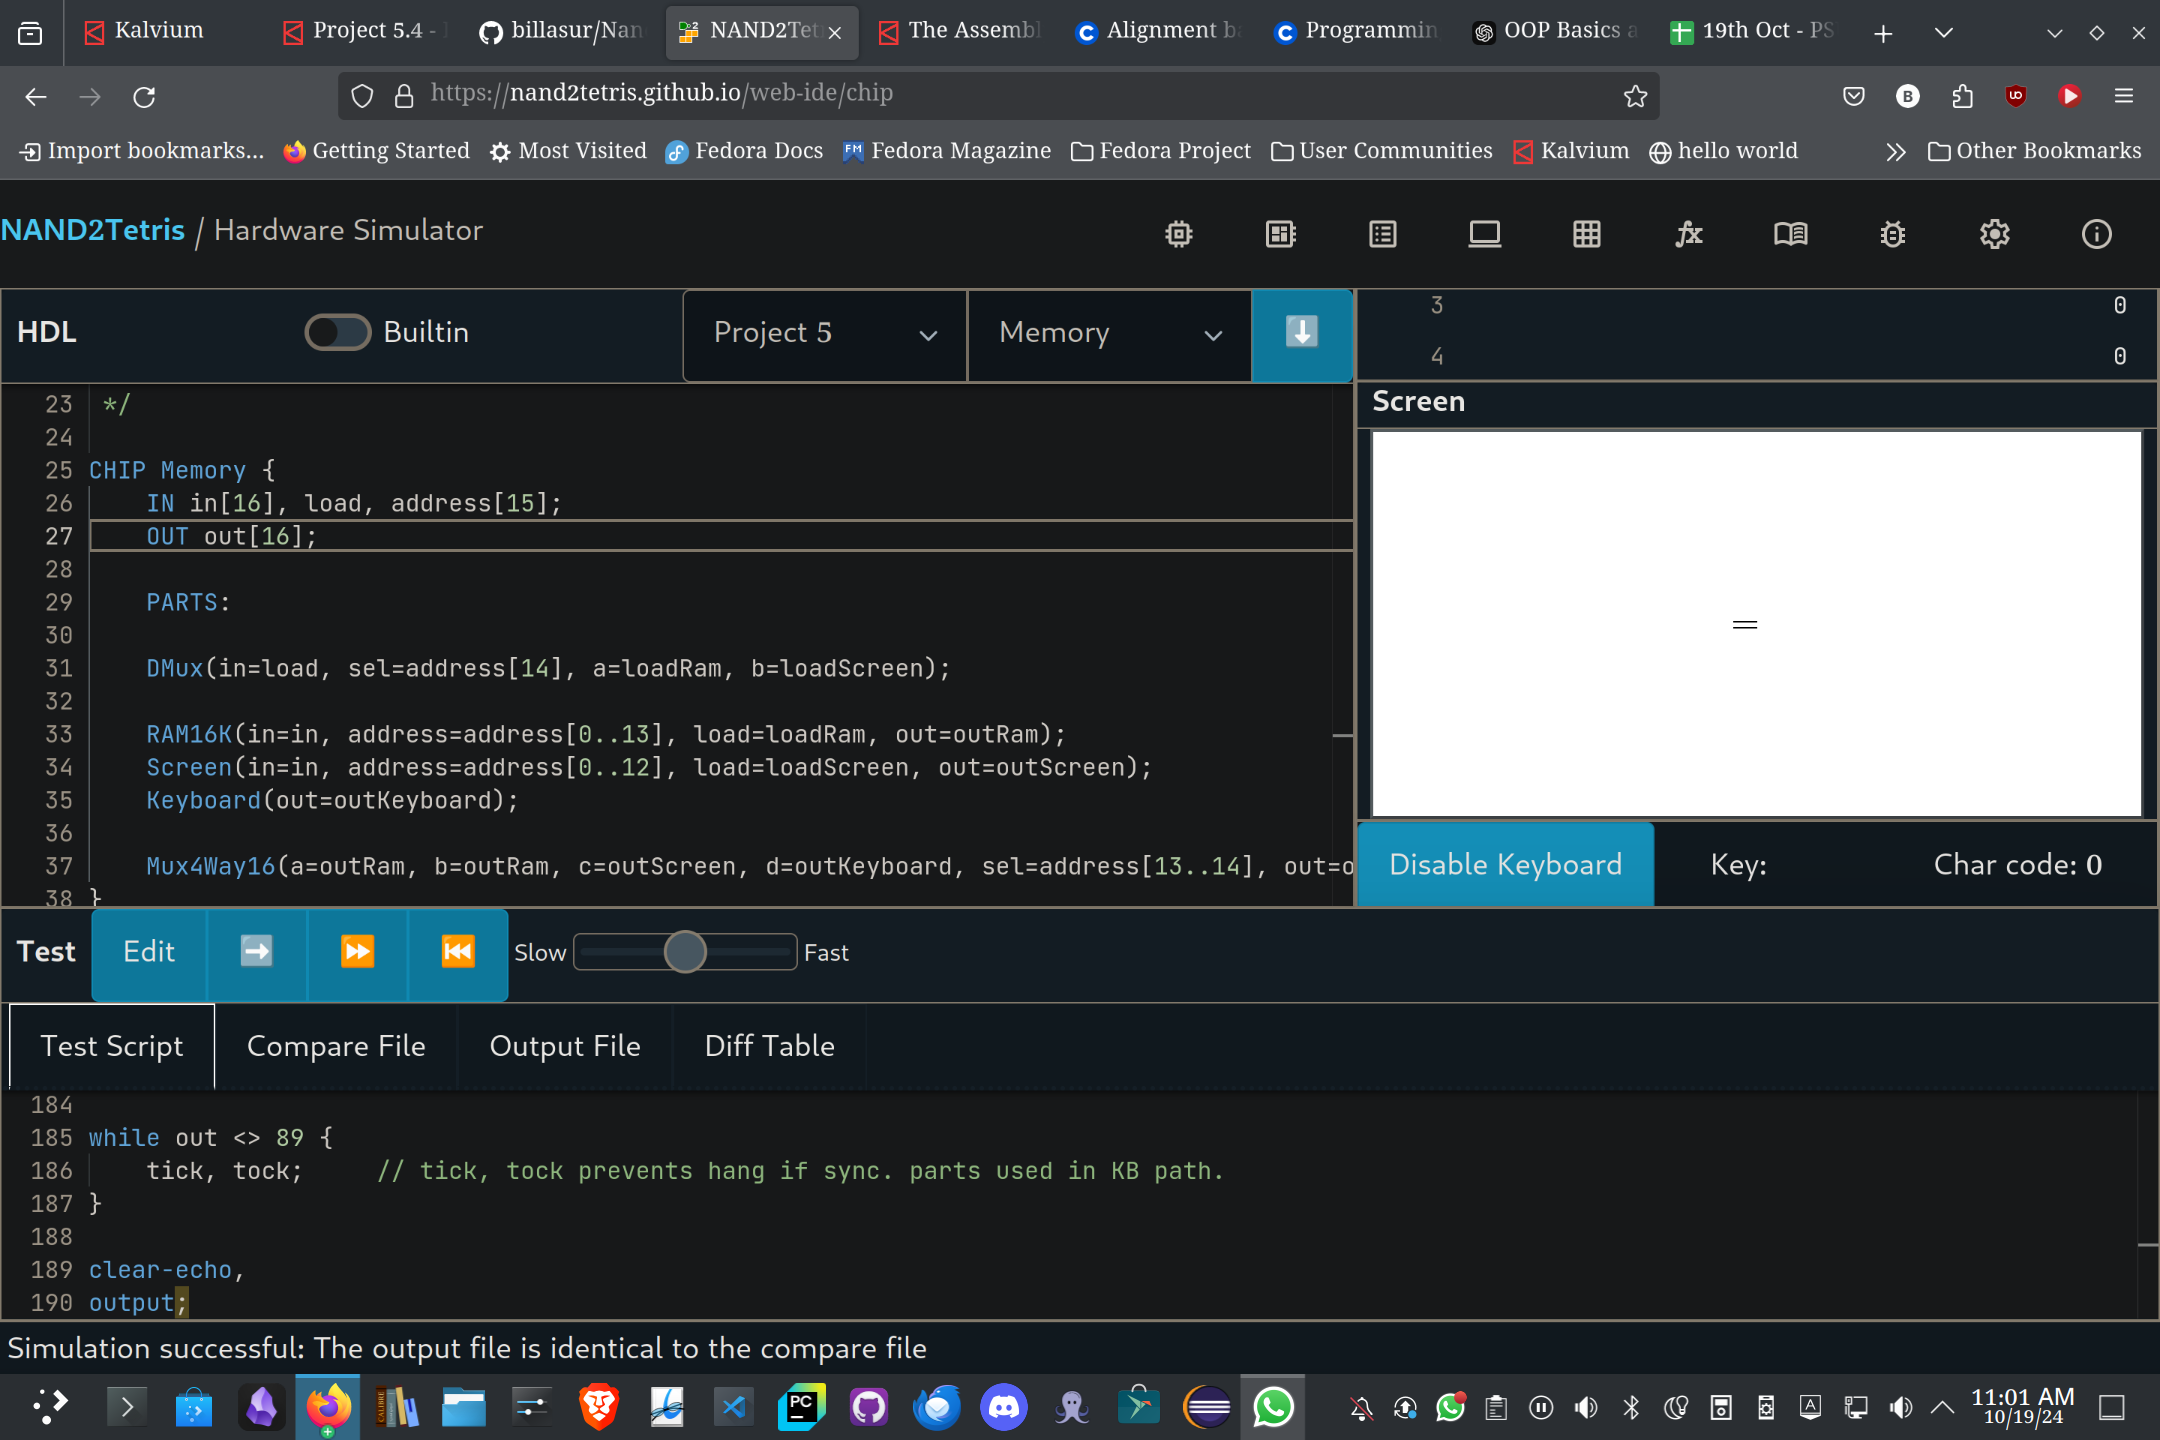 Kalvium
Project 5.4 -
billasur/Nan
NAND2Tet
The Assembl
Alignment ba
Programmin
OOP Basics a
19th Oct - PS
https://nand2tetris.github.io/web-ide/chip
Import bookmarks... Getting Started Most Visited Fedora Docs Fedora Magazine Fedora Project User Communities Kalvium hello world Other Bookmarks
NAND2Tetris / Hardware Simulator
HDL Builtin Project 5 Memory
23 */
24
25 CHIP Memory {
26 IN in[16], load, address[15];
27 OUT out[16];
28
29 PARTS:
30
31 DMux(in=load, sel=address[14], a=loadRam, b=loadScreen);
32
33 RAM16K(in=in, address=address[0..13], load=loadRam, out=outRam);
34 Screen(in=in, address=address[0..12], load=loadScreen, out=outScreen);
35 Keyboard(out=outKeyboard);
36
37 Mux4Way16(a=outRam, b=outRam, c=outScreen, d=outKeyboard, sel=address[13..14], out=o
38 }
3 0
4 0
Screen
Disable Keyboard Key: Char code: 0
Test Edit Slow Fast
Test Script Compare File Output File Diff Table
184
185 while out <> 89 {
186 tick, tock; // tick, tock prevents hang if sync. parts used in KB path.
187 }
188
189 clear-echo,
190 output;
Simulation successful: The output file is identical to the compare file
11:01 AM
10/19/24